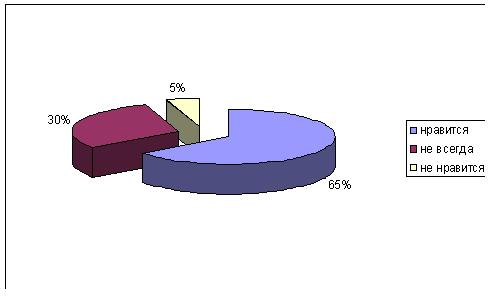 5%
30%
65%
нравится
не всегда
не нравится